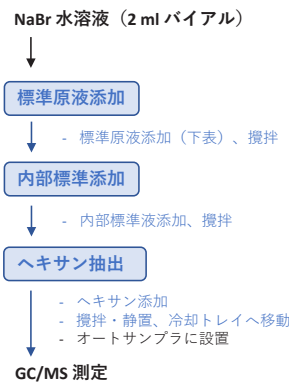 NaBr 水溶液（2 ml バイアル）
標準原液添加
- 標準原液添加（下表）、攪拌
内部標準添加
- 内部標準液添加、攪拌
ヘキサン抽出
- ヘキサン添加
- 攪拌・静置、冷却トレイへ移動
- オートサンプラに設置
GC/MS 測定